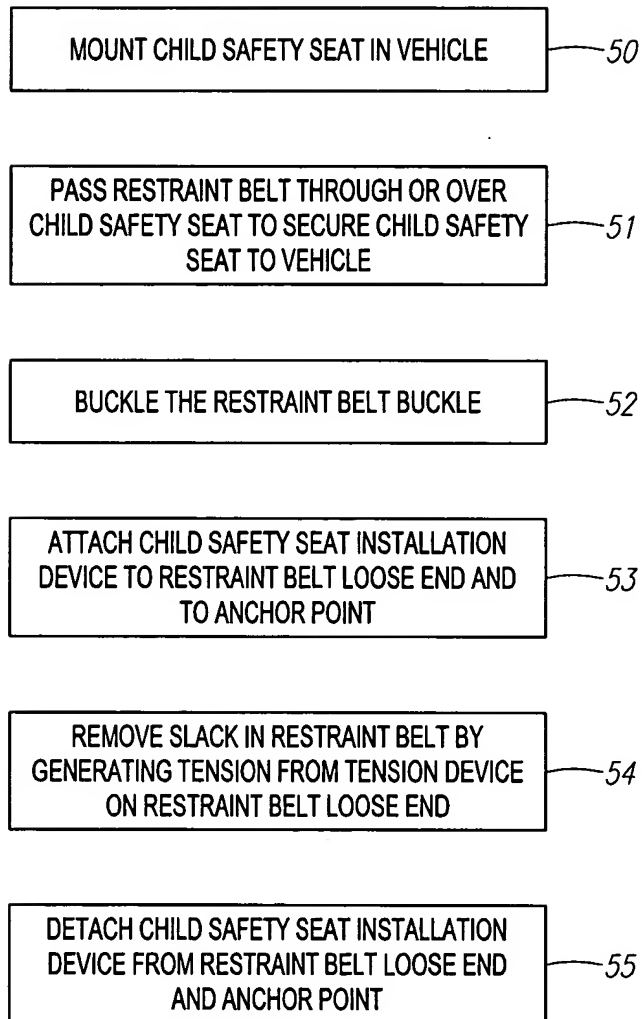 MOUNT CHILD SAFETY SEAT IN VEHICLE
50
PASS RESTRAINT BELT THROUGH OR OVER
CHILD SAFETY SEAT TO SECURE CHILD SAFETY
SEAT TO VEHICLE
51
BUCKLE THE RESTRAINT BELT BUCKLE
52
ATTACH CHILD SAFETY SEAT INSTALLATION
DEVICE TO RESTRAINT BELT LOOSE END AND
TO ANCHOR POINT
53
REMOVE SLACK IN RESTRAINT BELT BY
GENERATING TENSION FROM TENSION DEVICE
ON RESTRAINT BELT LOOSE END
54
DETACH CHILD SAFETY SEAT INSTALLATION
DEVICE FROM RESTRAINT BELT LOOSE END
AND ANCHOR POINT
55